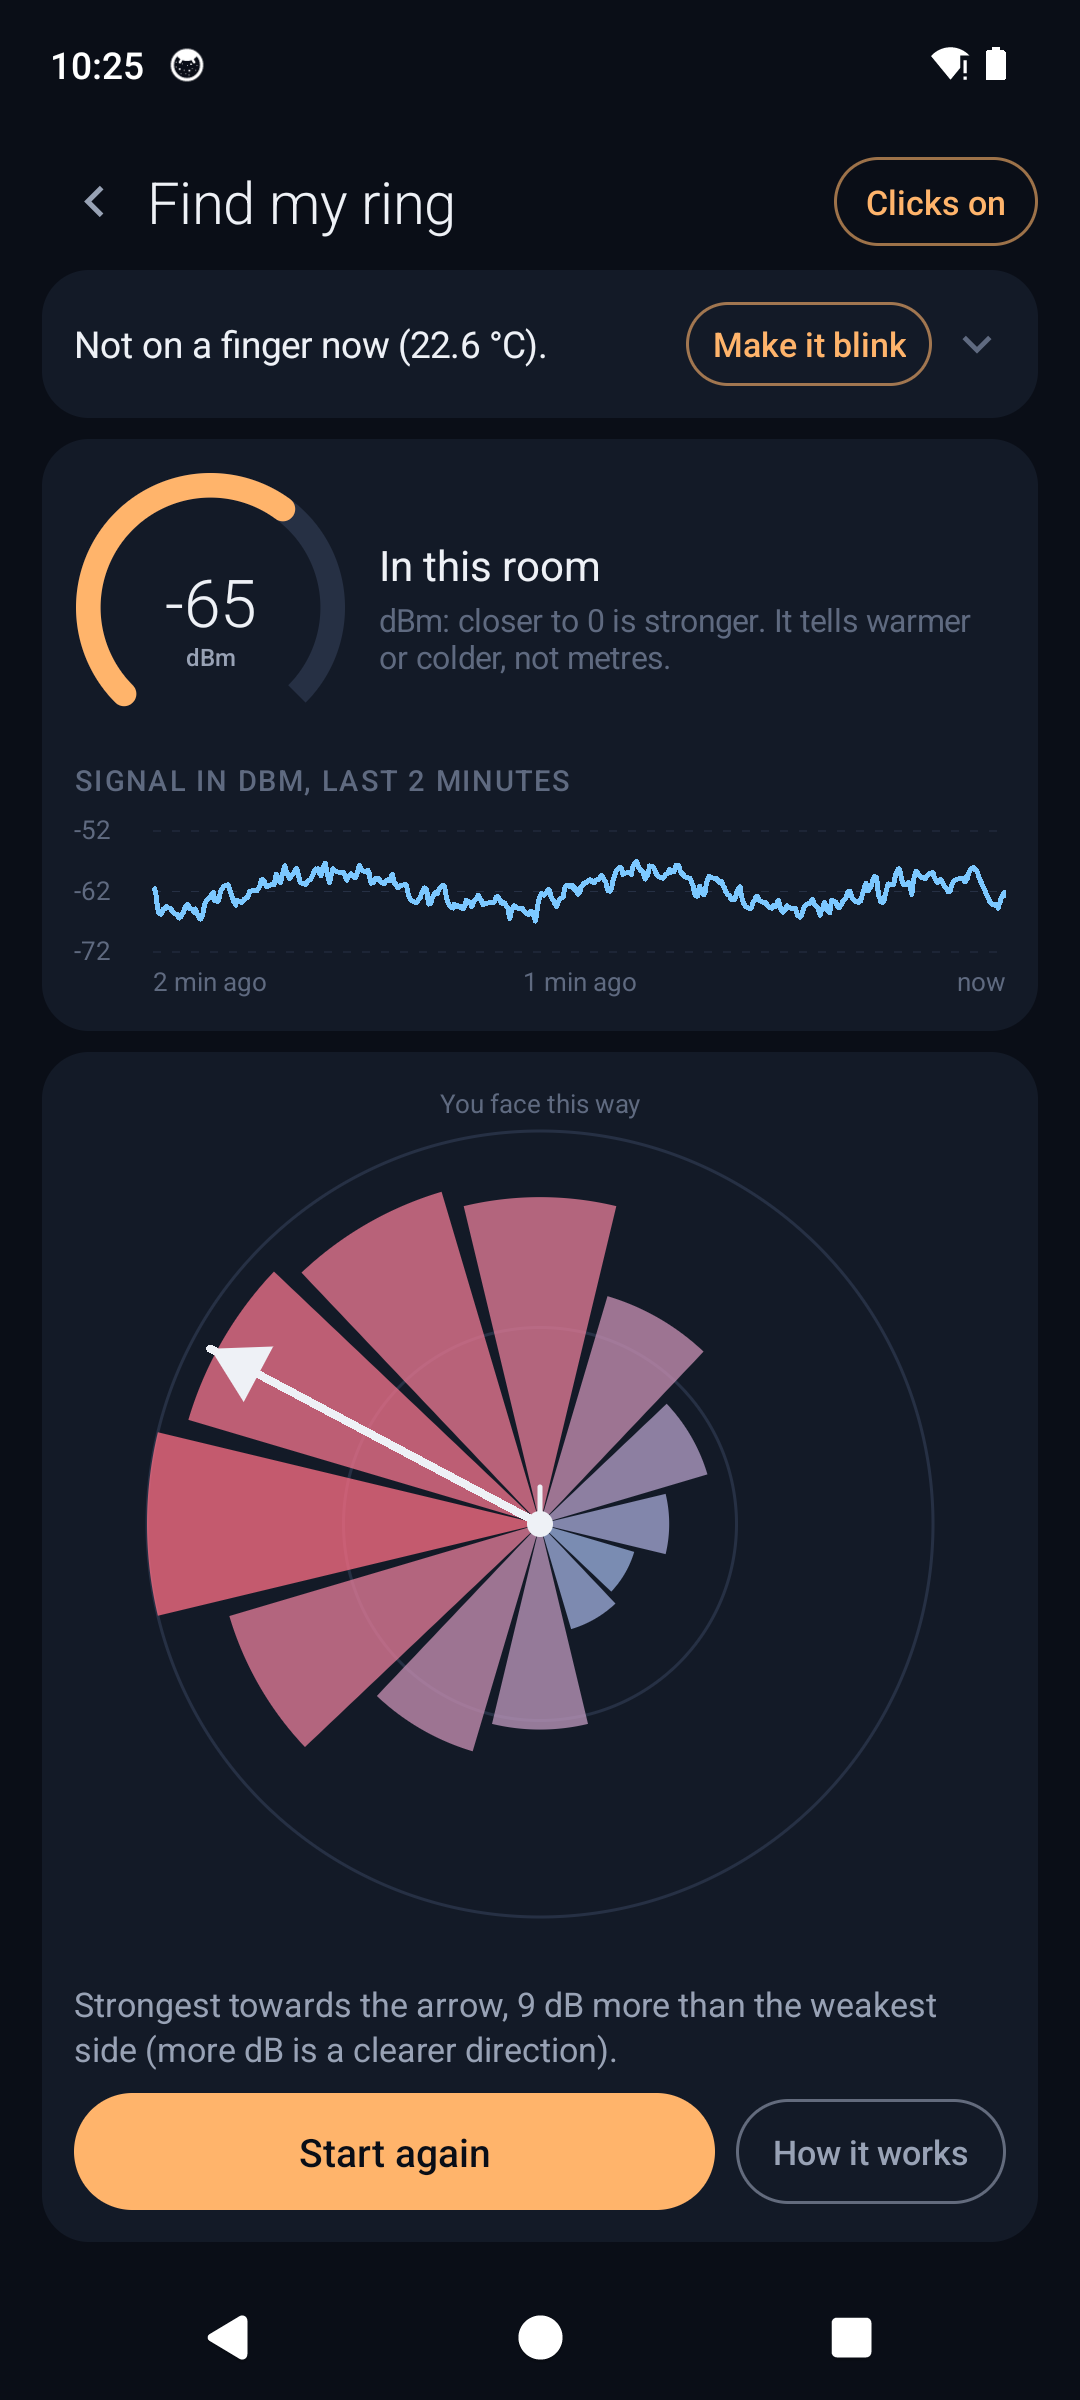 10:25
Find my ring
Clicks on
Not on a finger now (22.6 °C).
Make it blink
-65
dBm
In this room
dBm: closer to 0 is stronger. It tells warmer
or colder, not metres.
SIGNAL IN DBM, LAST 2 MINUTES
-52
-62
-72
2 min ago
1 min ago
now
You face this way
Strongest towards the arrow, 9 dB more than the weakest
side (more dB is a clearer direction).
Start again
How it works